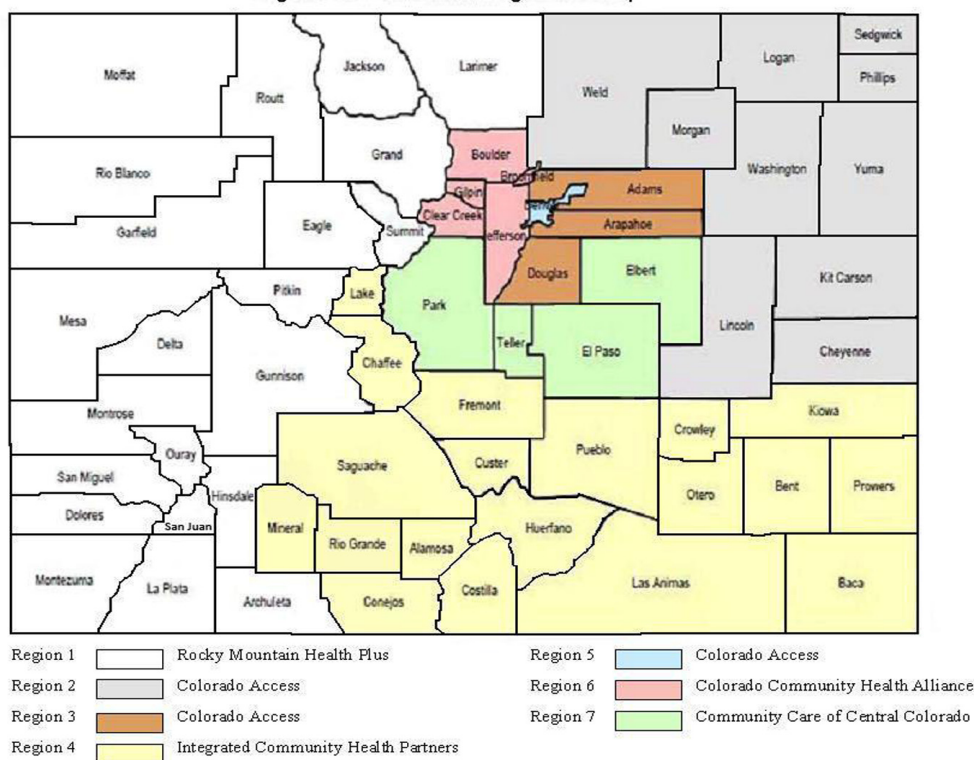 Sedgwick
Jackson
Larimer
Logan
Moffat
Phillips
Weld
Routt
Morgan
Grand
Boulder
Washington
Yuma
Rio Blanco
Broomfield
Gilpin
Adams
Denver
Clear Creek
Arapahoe
Eagle
Summit
Garfield
Jefferson
Douglas
Elbert
Kit Carson
Pitkin
Lake
Park
Mesa
Lincoln
Delta
Teller
El Paso
Cheyenne
Chaffee
Gunnison
Fremont
Kiowa
Montrose
Crowley
Ouray
Pueblo
Saguache
Custer
San Miguel
Otero
Bent
Prowers
Hinsdale
Dolores
San Juan
Mineral
Huerfano
Rio Grande
Alamosa
Montezuma
La Plata
Costilla
Las Animas
Baca
Archuleta
Conejos
Region 1 Rocky Mountain Health Plus
Region 2 Colorado Access
Region 3 Colorado Access
Region 4 Integrated Community Health Partners
Region 5 Colorado Access
Region 6 Colorado Community Health Alliance
Region 7 Community Care of Central Colorado